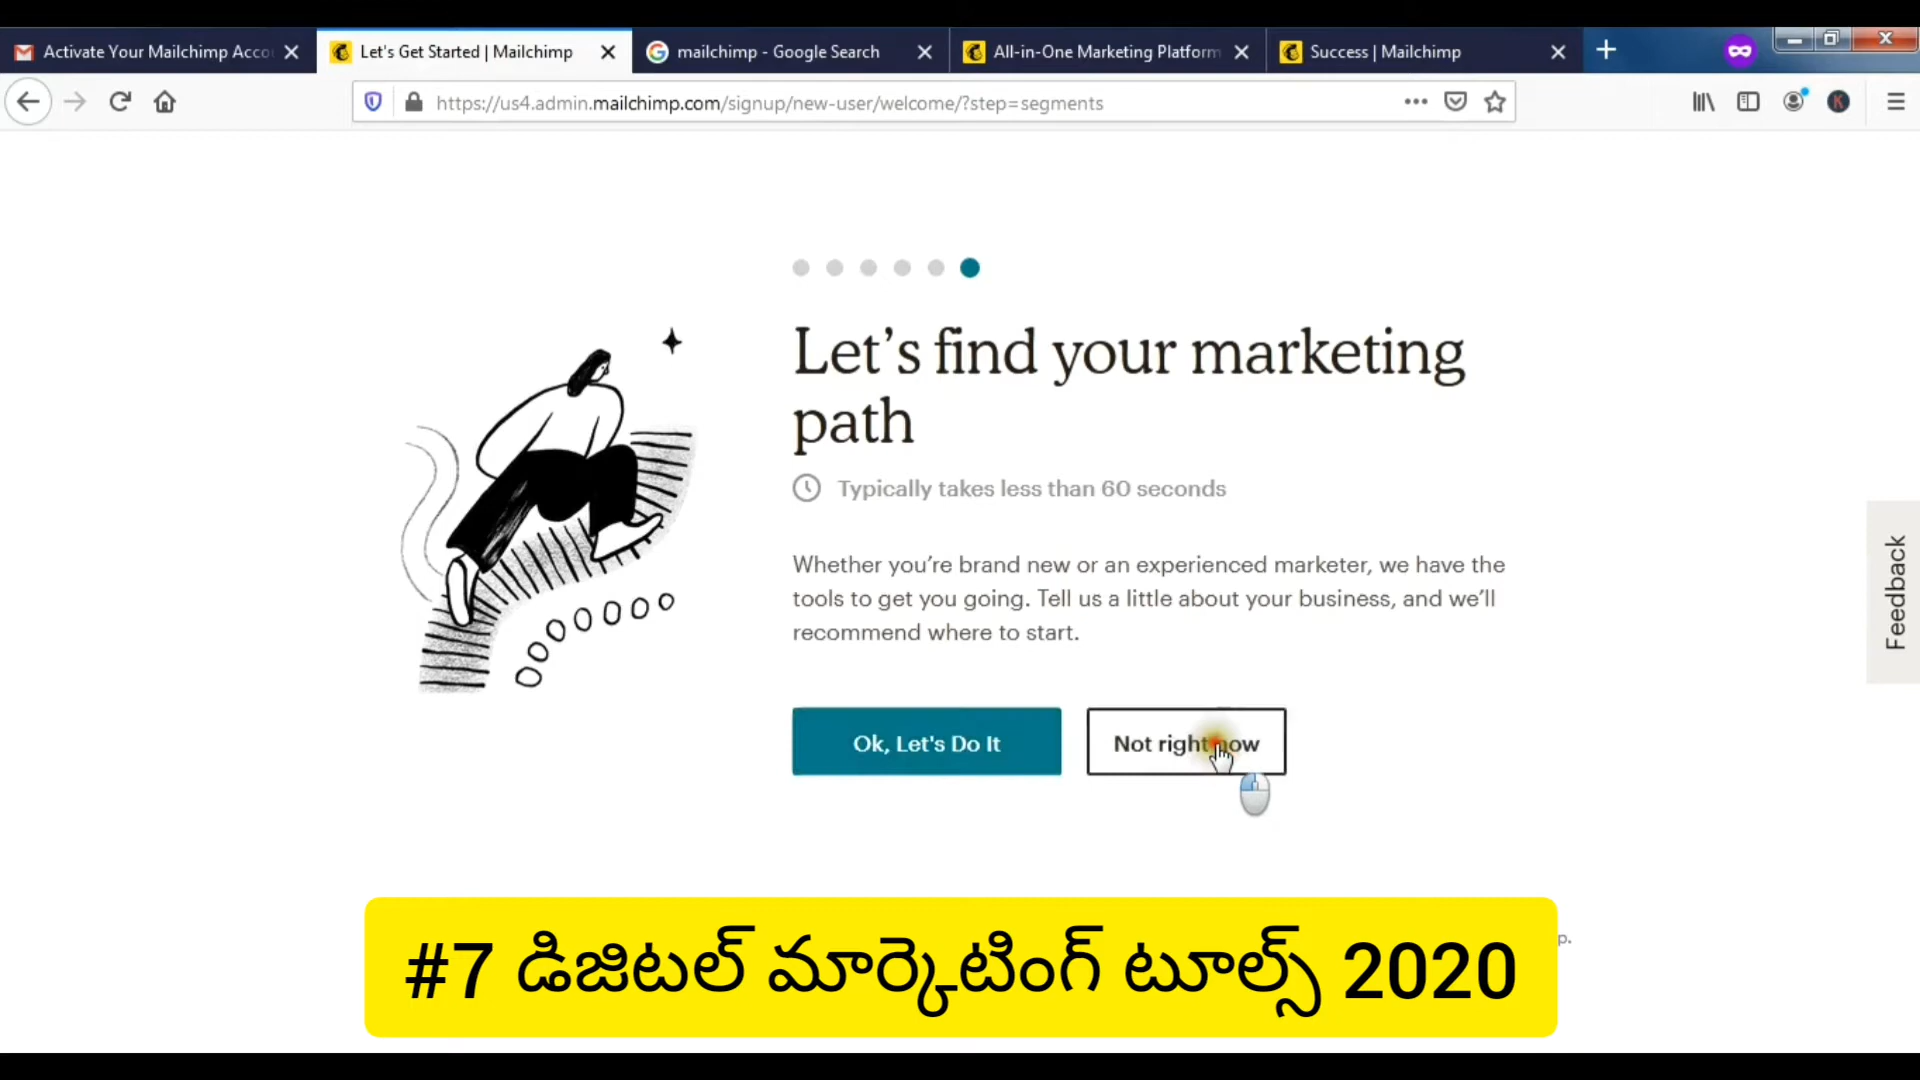 Activate Your Mailchimp Acco
Let's Get Started | Mailchimp
mailchimp - Google Search
All-in-One Marketing Platform
Success | Mailchimp
https://us4.admin.mailchimp.com/signup/new-user/welcome/?step=segments
K
Let’s find your marketing
path
Typically takes less than 60 seconds
Whether you’re brand new or an experienced marketer, we have the
tools to get you going. Tell us a little about your business, and we’ll
recommend where to start.
Ok, Let's Do It
Not right now
Feedback
p.
#7 డిజిటల్ మార్కెటింగ్ టూల్స్ 2020